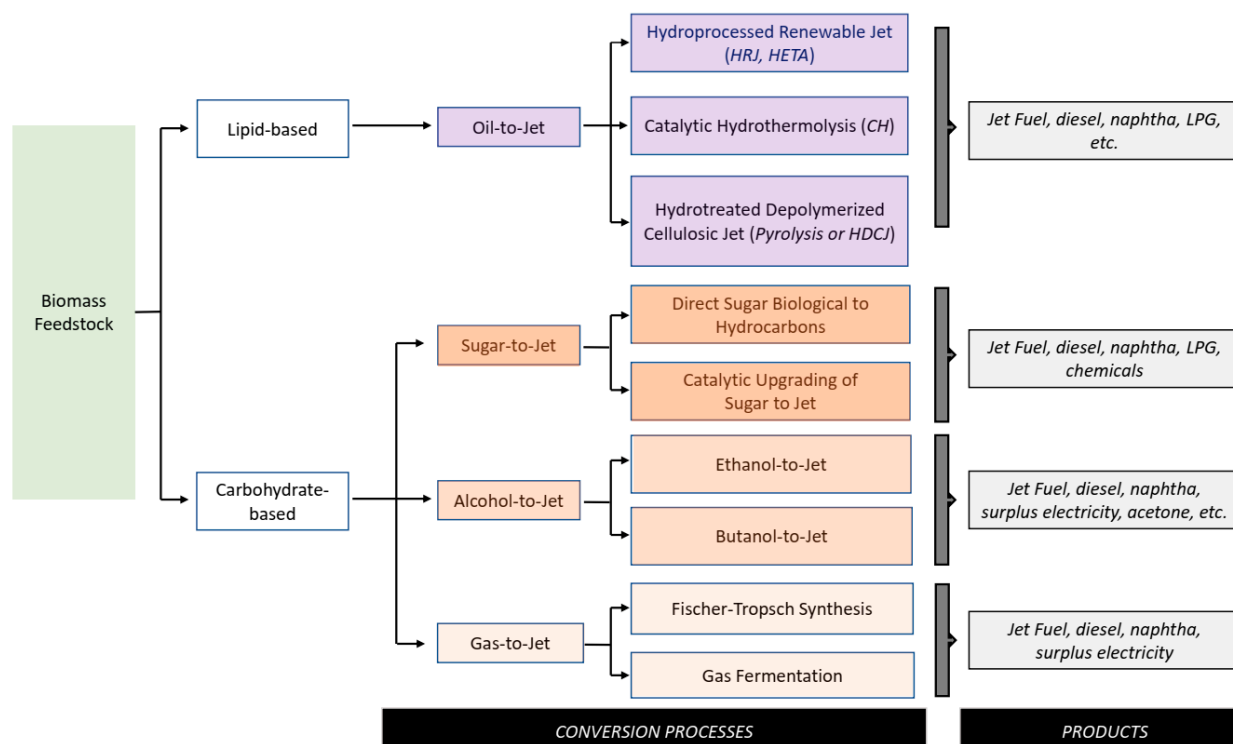 Biomass
Feedstock
Lipid-based
Oil-to-Jet
Hydroprocessed Renewable Jet
(HRJ, HETA)
Catalytic Hydrothermolysis (CH)
Hydrotreated Depolymerized
Cellulosic Jet (Pyrolysis or HDCJ)
Jet Fuel, diesel, naphtha, LPG,
etc.
Carbohydrate-
based
Sugar-to-Jet
Direct Sugar Biological to
Hydrocarbons
Catalytic Upgrading of
Sugar to Jet
Jet Fuel, diesel, naphtha, LPG,
chemicals
Alcohol-to-Jet
Ethanol-to-Jet
Butanol-to-Jet
Jet Fuel, diesel, naphtha,
surplus electricity, acetone, etc.
Gas-to-Jet
Fischer-Tropsch Synthesis
Gas Fermentation
Jet Fuel, diesel, naphtha,
surplus electricity
CONVERSION PROCESSES
PRODUCTS